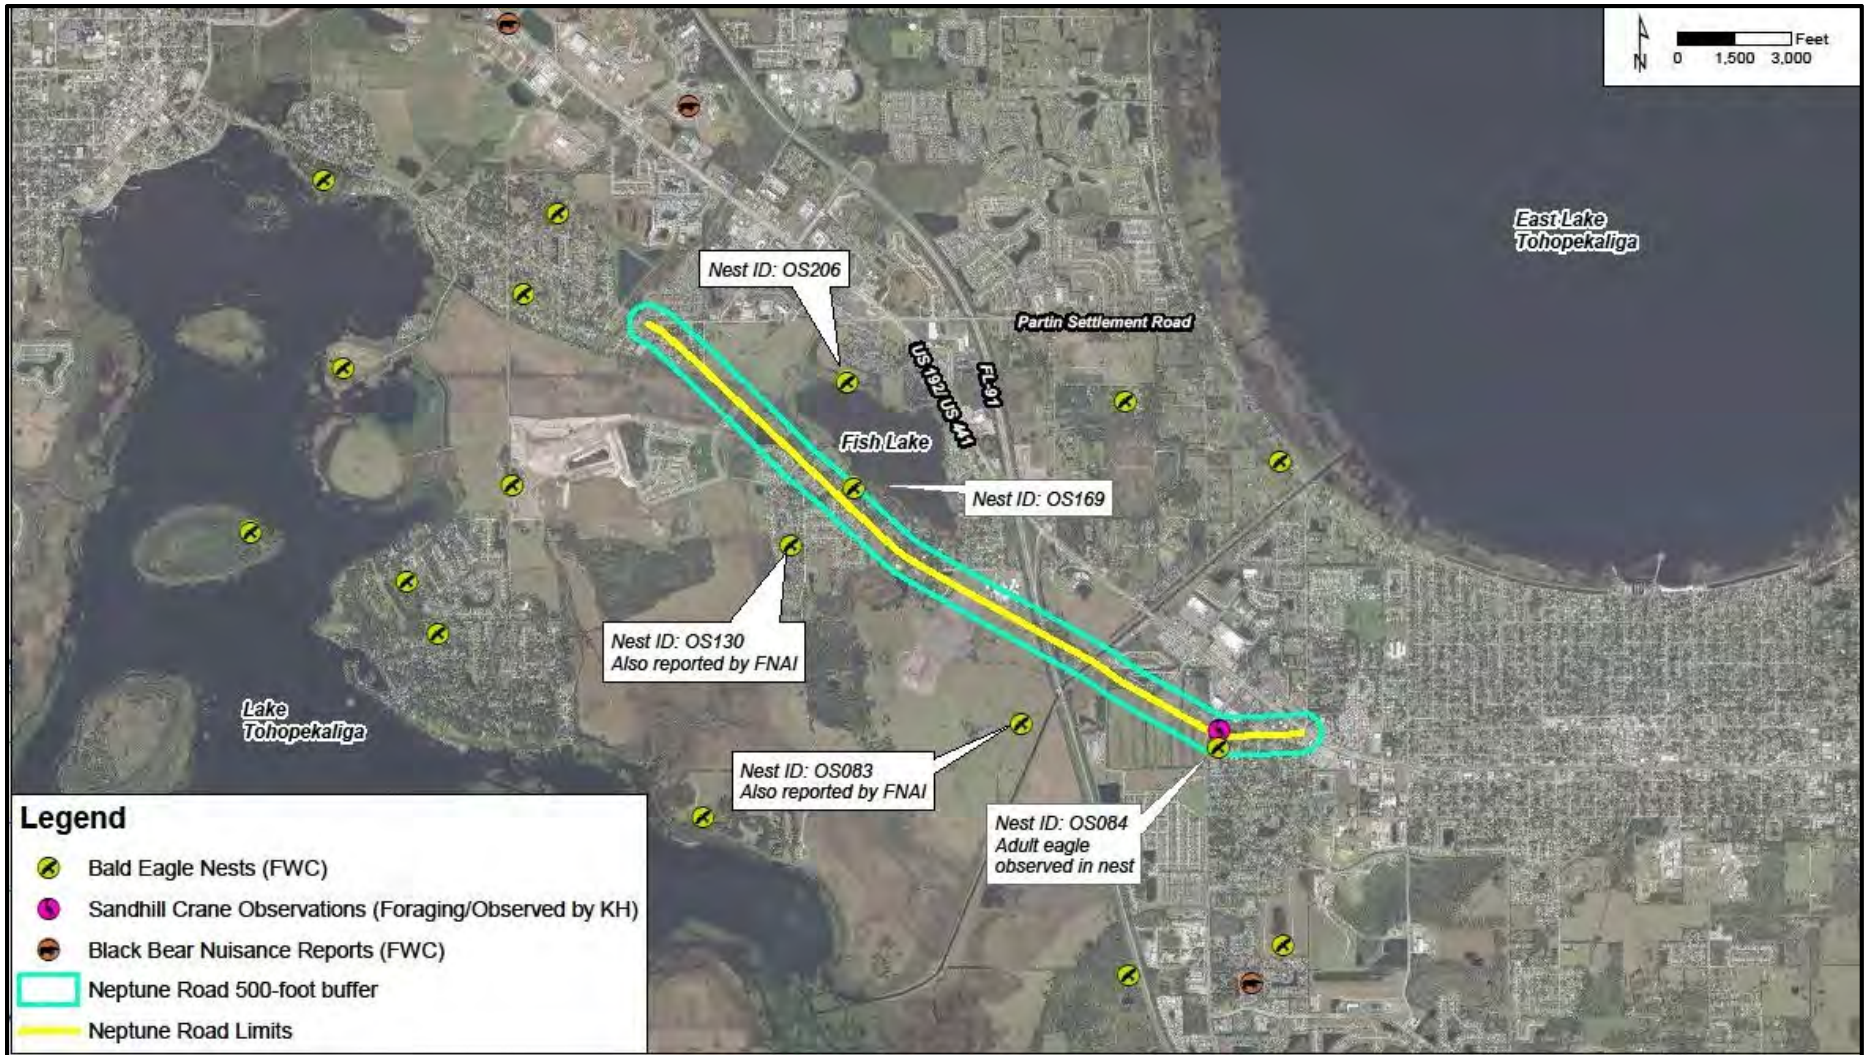 N
Feet
0 1,500 3,000
East Lake
Tohopekaliga
Nest ID: OS206
Partin Settlement Road
US 192/ US 441
FL-91
Fish Lake
Nest ID: OS169
Nest ID: OS130
Also reported by FNAI
Lake
Tohopekaliga
Nest ID: OS083
Also reported by FNAI
Nest ID: OS084
Adult eagle
observed in nest
Legend
Bald Eagle Nests (FWC)
Sandhill Crane Observations (Foraging/Observed by KH)
Black Bear Nuisance Reports (FWC)
Neptune Road 500-foot buffer
Neptune Road Limits